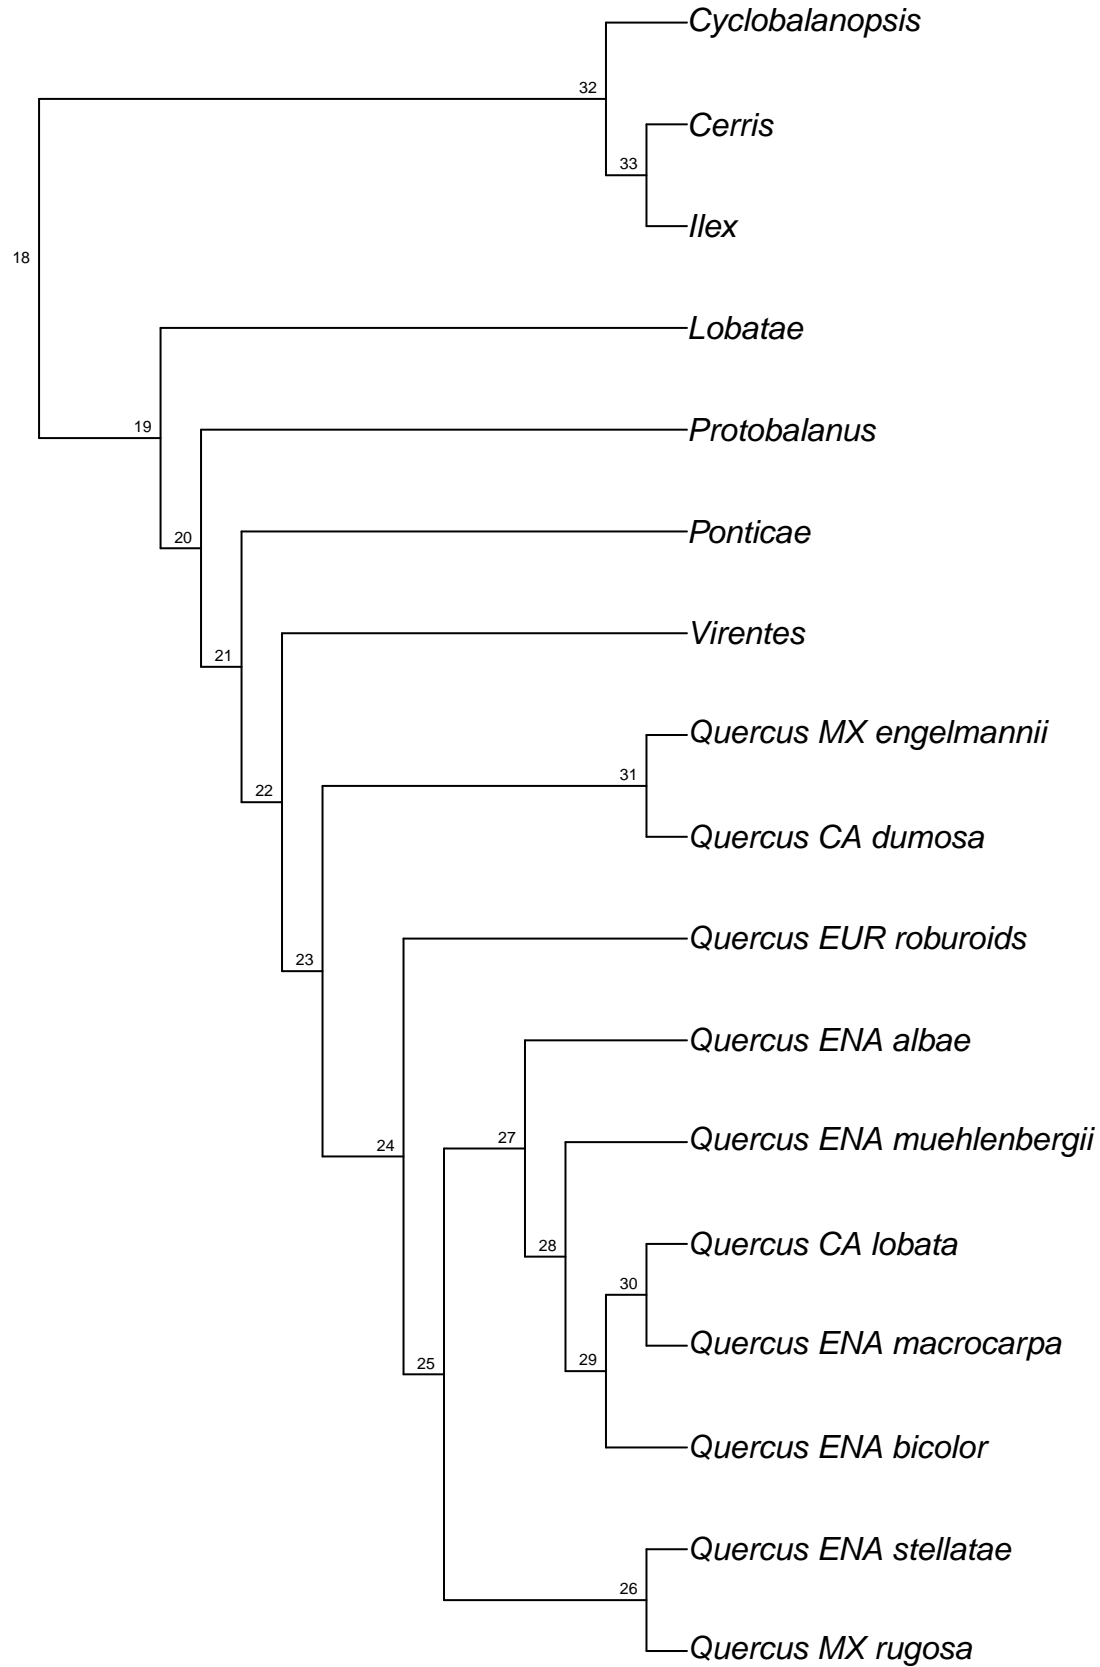 Cyclobalanopsis
32
Cerris
33
Ilex
18
Lobatae
19
Protobalanus
20
Ponticae
21
Virentes
22
Quercus MX engelmannii
31
Quercus CA dumosa
Quercus EUR roburoids
23
Quercus ENA albae
24
27
Quercus ENA muehlenbergii
28
Quercus CA lobata
30
Quercus ENA macrocarpa
29
25
Quercus ENA bicolor
Quercus ENA stellatae
26
Quercus MX rugosa